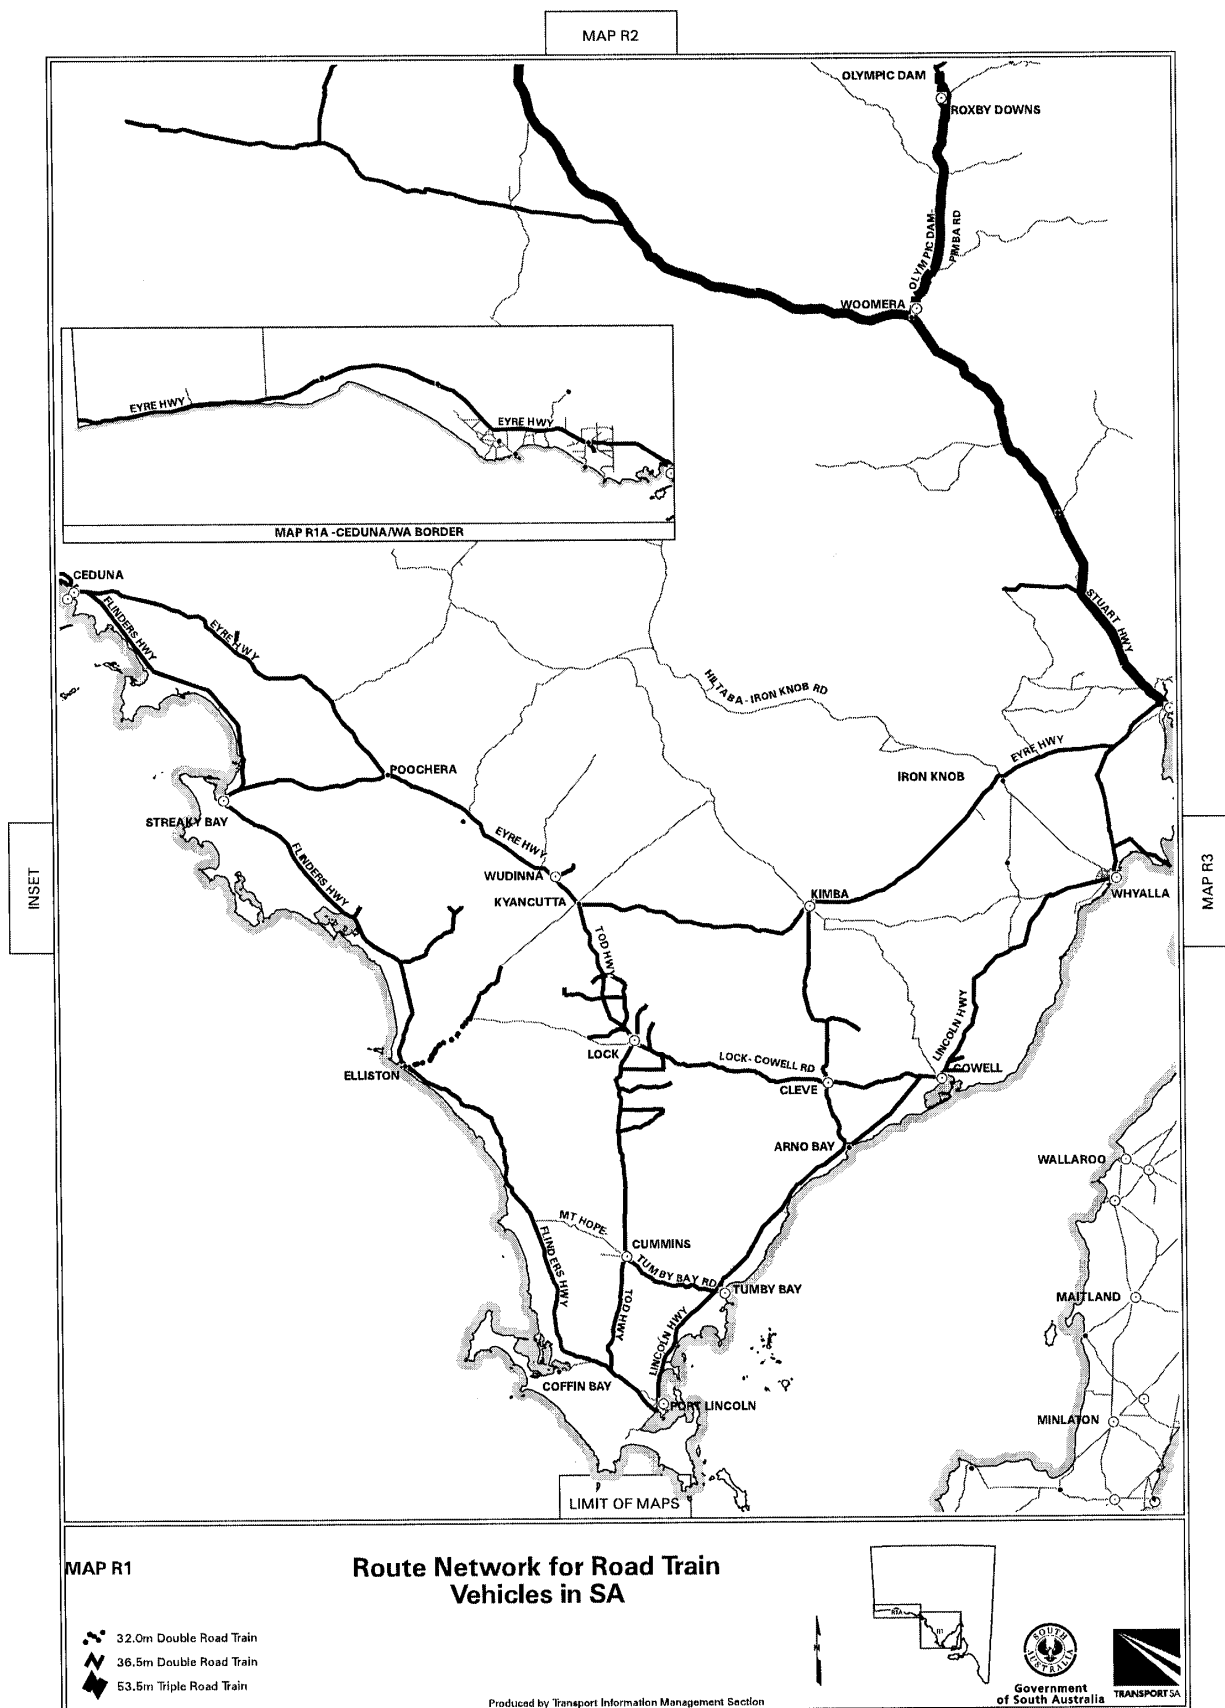 MAP R2
OLYMPIC DAM
ROXBY DOWNS
OLYMPIC DAM-
PIMBA RD
WOOMERA
EYRE HWY
EYRE HWY
MAP R1A -CEDUNA/WA BORDER
CEDUNA
FLINDERS HWY
EYRE HWY
STUART HWY
HILTABA - IRON KNOB RD
EYRE HWY
POOCHERA
IRON KNOB
STREAKY BAY
INSET
MAP R3
FLINDERS HWY
EYRE HWY
WUDINNA
KYANCUTTA
KIMBA
WHYALLA
TOD HWY
LINCOLN HWY
LOCK
LOCK- COWELL RD
COWELL
ELLISTON
CLEVE
ARNO BAY
WALLAROO
MT HOPE
FLINDERS HWY
CUMMINS
TUMBY BAY RD
TUMBY BAY
MAITLAND
TOD HWY
LINCOLN HWY
COFFIN BAY
PORT LINCOLN
MINLATON
LIMIT OF MAPS
MAP R1
Route Network for Road Train
Vehicles in SA
R1A
R1
32.0m Double Road Train
36.5m Double Road Train
53.5m Triple Road Train
N
SOUTH
AUSTRALIA
Government
of South Australia
TRANSPORT SA
Produced by Transport Information Management Section